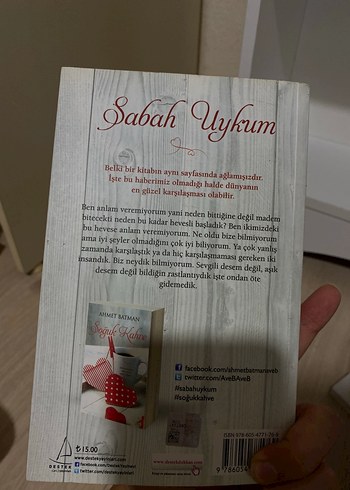 Sabah Uykum
Belki bir kitabın aynı sayfasında ağlamışızdır.
İşte bu haberimiz olmadığı halde dünyanın
en güzel karşılaşması olabilir.
Ben anlam veremiyorum yani neden bittiğine değil madem
bitecekti neden bu kadar hevesli başladık? Ben ikimizdeki
bu hevese anlam veremiyorum. Ne oldu bize bilmiyorum
ama iyi şeyler olmadığını çok iyi biliyorum. Ya çok yanlış
zamanda karşılaştık ya da hiç karşılaşmaması gereken iki
insandık. Biz neydik bilmiyorum. Sevgili desem değil, aşık
desem değil bildiğin rastlantıydık işte ondan öte
gidemedik.
AHMET BATMAN
Soğuk Kahve
facebook.com/ahmetbatmanweb
twitter.com/AveBAveB
#sabahuykum
#soğukkahve
DESTEK
₺15.00